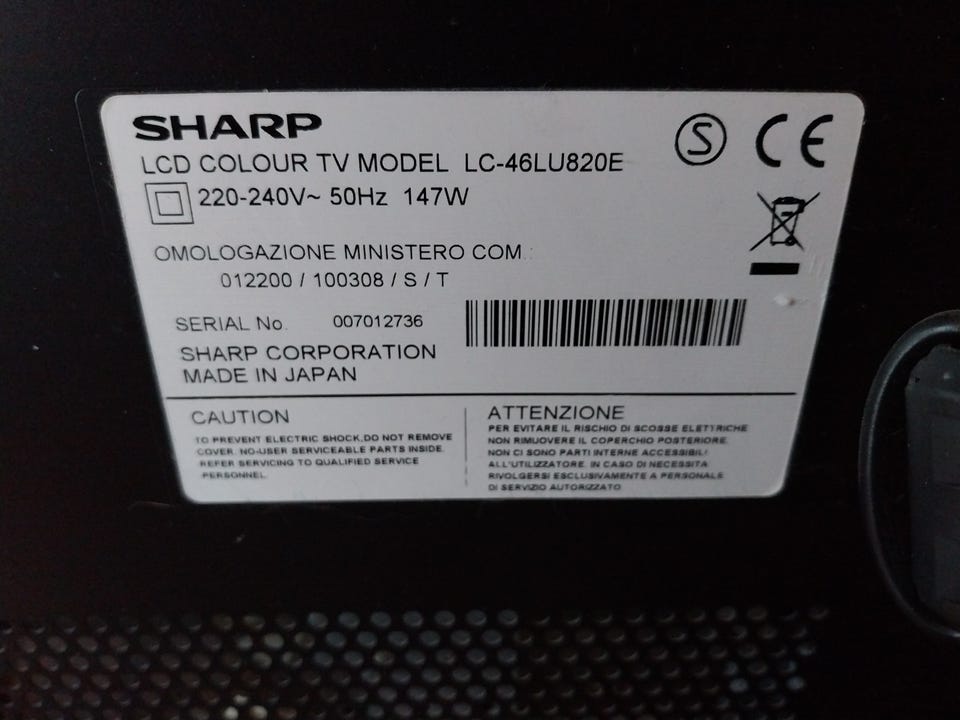 SHARP
LCD COLOUR TV MODEL LC-46LU820E
220-240V~ 50Hz 147W
S
CE
OMOLOGAZIONE MINISTERO COM.:
012200 / 100308 / S / T
SERIAL No. 007012736
SHARP CORPORATION
MADE IN JAPAN
CAUTION
TO PREVENT ELECTRIC SHOCK,DO NOT REMOVE
COVER. NO-USER SERVICEABLE PARTS INSIDE.
REFER SERVICING TO QUALIFIED SERVICE
PERSONNEL.
ATTENZIONE
PER EVITARE IL RISCHIO DI SCOSSE ELETTRICHE
NON RIMUOVERE IL COPERCHIO POSTERIORE.
NON CI SONO PARTI INTERNE ACCESSIBILI
ALL'UTILIZZATORE. IN CASO DI NECESSITA
RIVOLGERSI ESCLUSIVAMENTE A PERSONALE
DI SERVIZIO AUTORIZZATO.